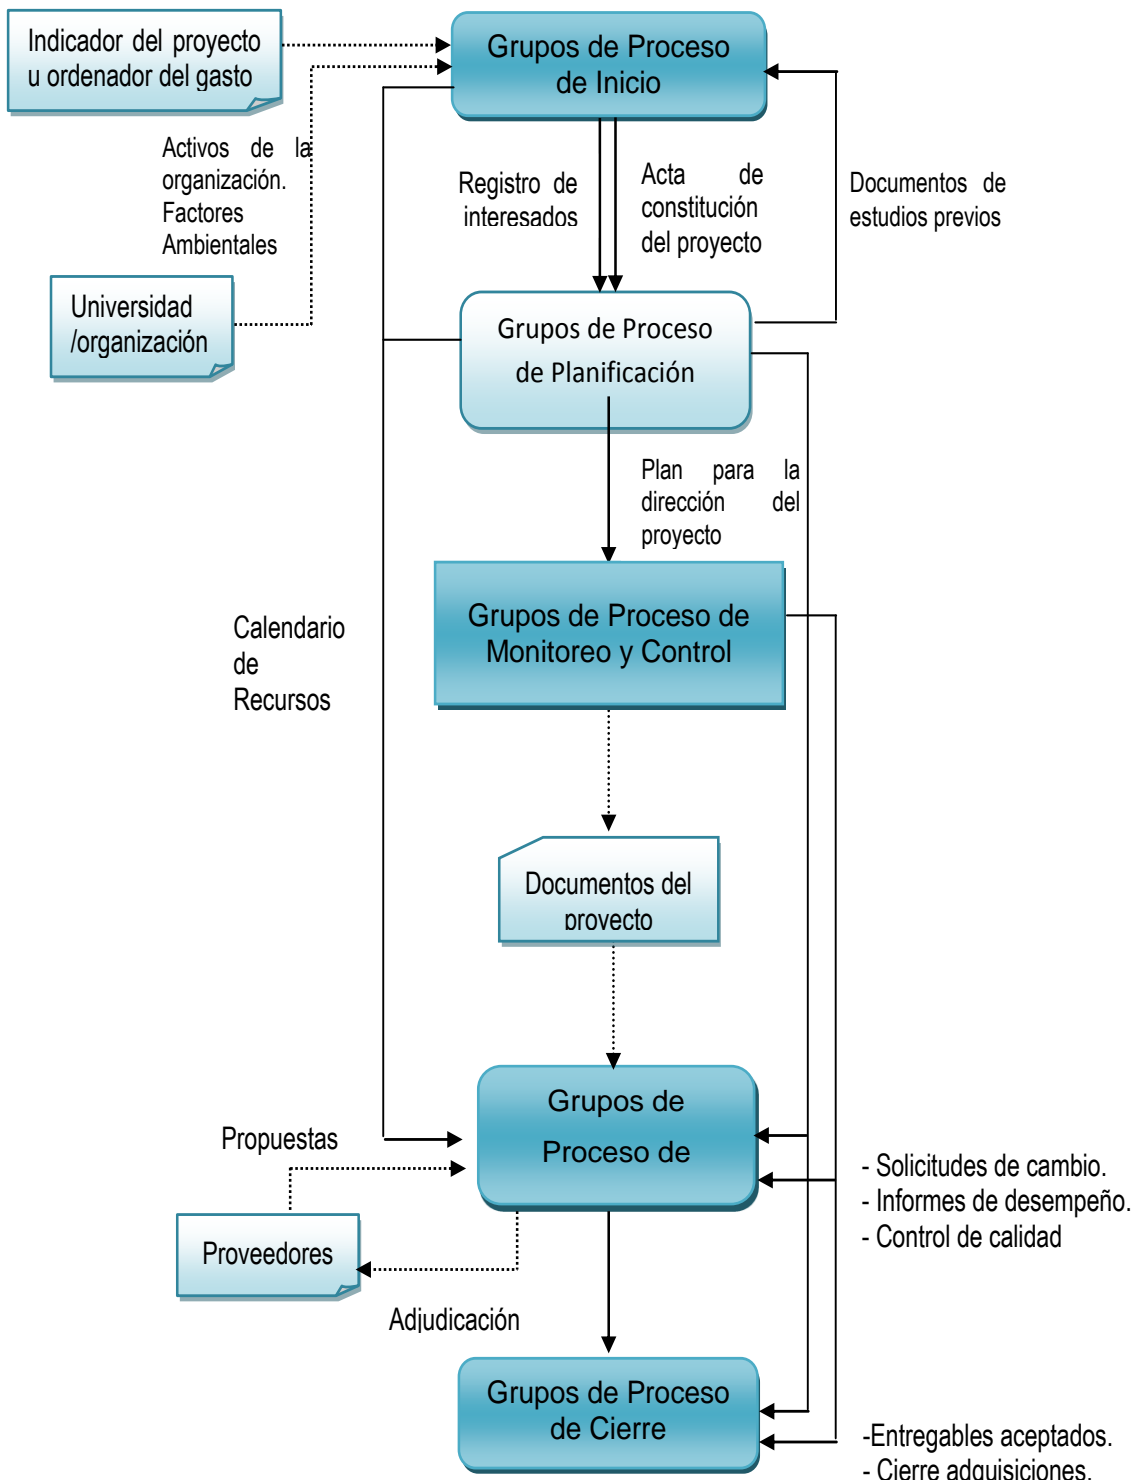 Indicador del proyecto
u ordenador del gasto
Grupos de Proceso
de Inicio
Activos de la
organización.
Factores
Ambientales
Registro de
interesados
Acta de
constitución
del proyecto
Documentos de
estudios previos
Universidad
/organización
Grupos de Proceso
de Planificación
Plan para la
dirección del
proyecto
Grupos de Proceso de
Monitoreo y Control
Calendario
de
Recursos
Documentos del
proyecto
Grupos de
Proceso de
Propuestas
Proveedores
Adjudicación
- Solicitudes de cambio.
- Informes de desempeño.
- Control de calidad
Grupos de Proceso
de Cierre
-Entregables aceptados.
- Cierre adquisiciones.